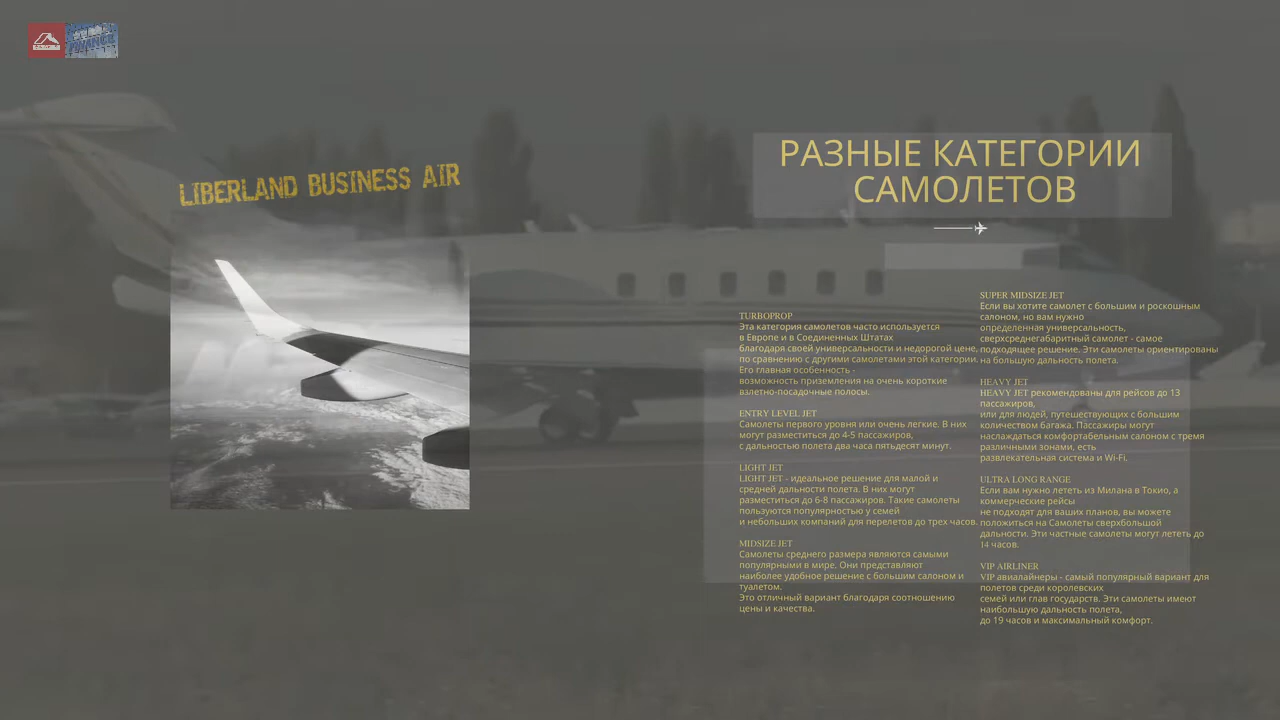 FINANCE
LIBERLAND BUSINESS AIR
РАЗНЫЕ КАТЕГОРИИ
САМОЛЕТОВ
TURBOPROP
Эта категория самолетов часто используется
в Европе и в Соединенных Штатах
благодаря своей универсальности и недорогой цене,
по сравнению с другими самолетами этой категории.
Его главная особенность -
возможность приземления на очень короткие
взлетно-посадочные полосы.
ENTRY LEVEL JET
Самолеты первого уровня или очень легкие. В них
могут разместиться до 4-5 пассажиров,
с дальностью полета два часа пятьдесят минут.
LIGHT JET
LIGHT JET - идеальное решение для малой и
средней дальности полета. В них могут
разместиться до 6-8 пассажиров. Такие самолеты
пользуются популярностью у семей
и небольших компаний для перелетов до трех часов.
MIDSIZE JET
Самолеты среднего размера являются самыми
популярными в мире. Они представляют
наиболее удобное решение с большим салоном и
туалетом.
Это отличный вариант благодаря соотношению
цены и качества.
SUPER MIDSIZE JET
Если вы хотите самолет с большим и роскошным
салоном, но вам нужно
определенная универсальность,
сверхсреднегабаритный самолет - самое
подходящее решение. Эти самолеты ориентированы
на большую дальность полета.
HEAVY JET
HEAVY JET рекомендованы для рейсов до 13
пассажиров,
или для людей, путешествующих с большим
количеством багажа. Пассажиры могут
наслаждаться комфортабельным салоном с тремя
различными зонами, есть
развлекательная система и Wi-Fi.
ULTRA LONG RANGE
Если вам нужно лететь из Милана в Токио, а
коммерческие рейсы
не подходят для ваших планов, вы можете
положиться на Самолеты сверхбольшой
дальности. Эти частные самолеты могут лететь до
14 часов.
VIP AIRLINER
VIP авиалайнеры - самый популярный вариант для
полетов среди королевских
семей или глав государств. Эти самолеты имеют
наибольшую дальность полета,
до 19 часов и максимальный комфорт.